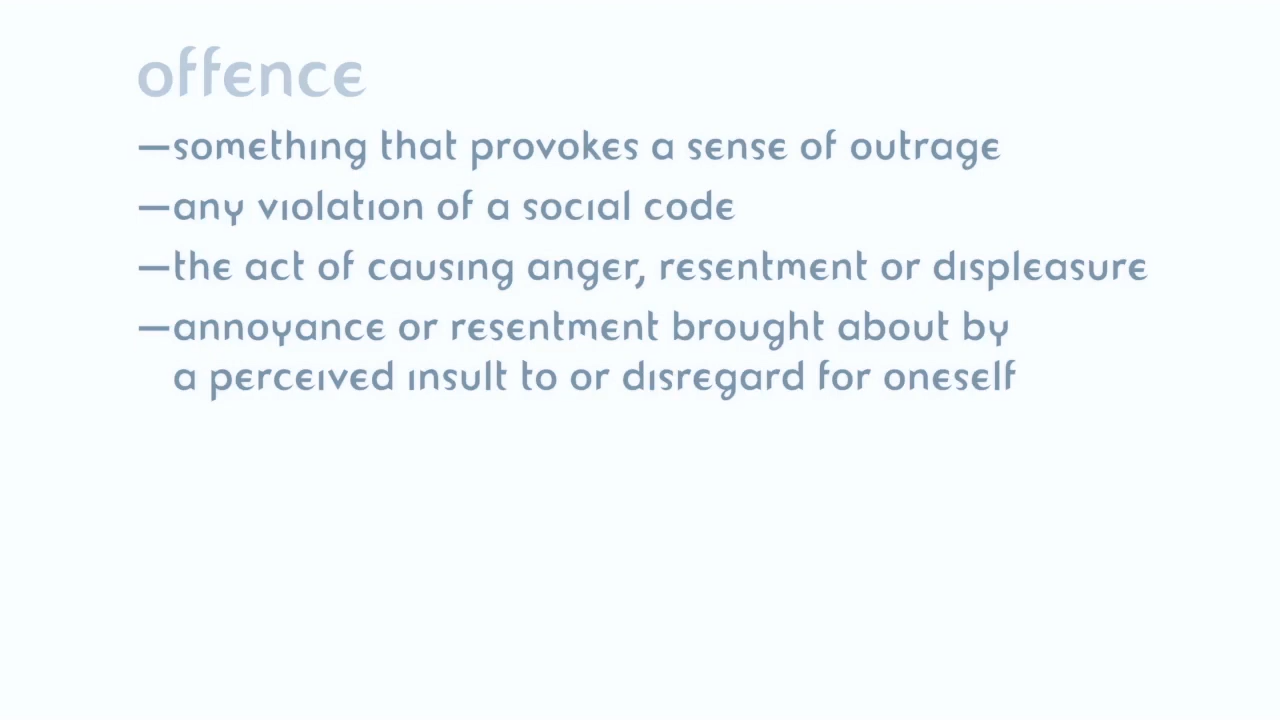 offence
—something that provokes a sense of outrage
—any violation of a social code
—the act of causing anger, resentment or displeasure
—annoyance or resentment brought about by
a perceived insult to or disregard for oneself